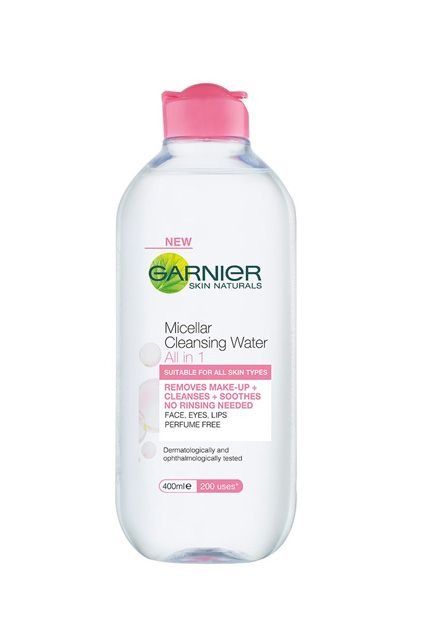 NEW
GARNIER
SKIN NATURALS
Micellar
Cleansing Water
All in 1
SUITABLE FOR ALL SKIN TYPES
REMOVES MAKE-UP +
CLEANSES + SOOTHES
NO RINSING NEEDED
FACE, EYES, LIPS
PERFUME FREE
Dermatologically and
ophthalmologically tested
400ml℮ 200 uses*